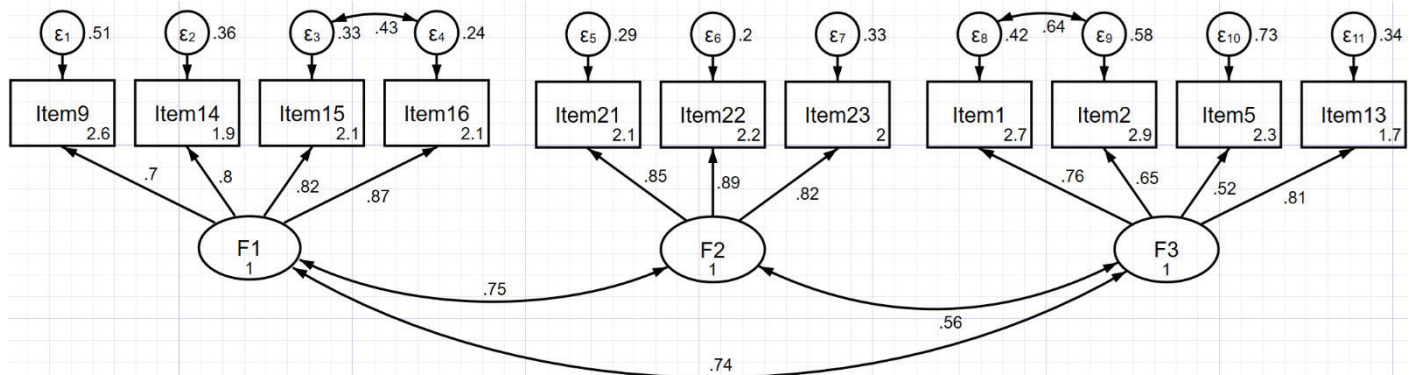 ε1 .51 ε2 .36 ε3 .33 .43 ε4 .24 ε5 .29 ε6 .2 ε7 .33 ε8 .42 .64 ε9 .58 ε10 .73 ε11 .34
Item9 Item14 Item15 Item16 Item21 Item22 Item23 Item1 Item2 Item5 Item13
2.6 1.9 2.1 2.1 2.1 2.2 2 2.7 2.9 2.3 1.7
.7 .8 .82 .87 .85 .89 .82 .76 .65 .52 .81
F1 F2 F3
1 1 1
.75
.56
.74